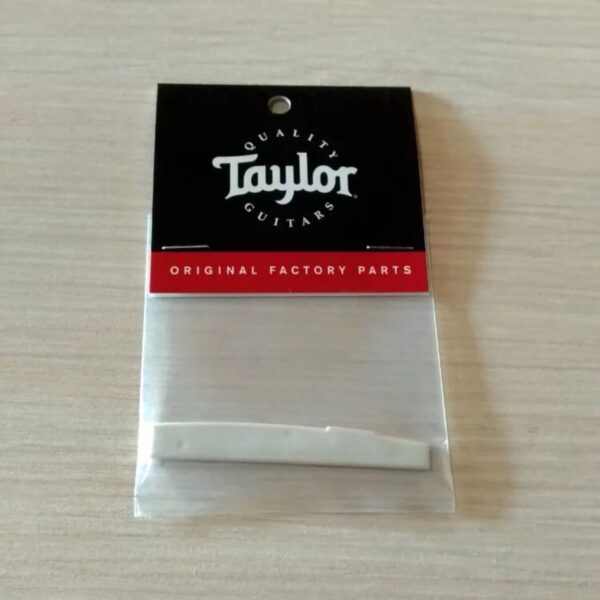 QUALITY
Taylor®
GUITARS
ORIGINAL FACTORY PARTS